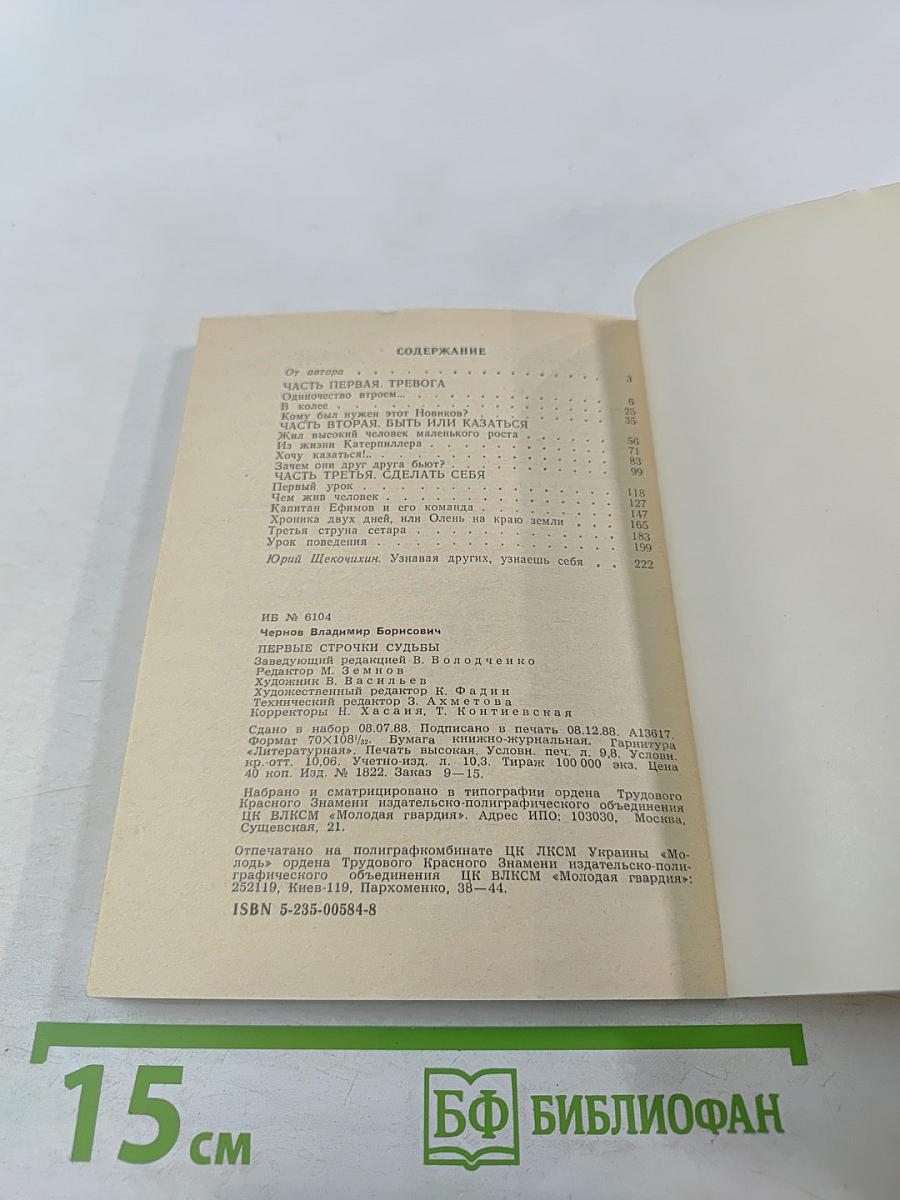 СОДЕРЖАНИЕ
От автора . . . . . . . . . . . . . . 3
ЧАСТЬ ПЕРВАЯ. ТРЕВОГА
Одиночество втроем... . . . . . . . . . 6
В колее . . . . . . . . . . . . . . 25
Кому был нужен этот Новиков? . . . . . . 35
ЧАСТЬ ВТОРАЯ. БЫТЬ ИЛИ КАЗАТЬСЯ
Жил высокий человек маленького роста . . . . 56
Из жизни Катерпиллера . . . . . . . . . 71
Хочу казаться!.. . . . . . . . . . . . 83
Зачем они друг друга бьют? . . . . . . . 99
ЧАСТЬ ТРЕТЬЯ. СДЕЛАТЬ СЕБЯ
Первый урок . . . . . . . . . . . . . 118
Чем жив человек . . . . . . . . . . . 127
Капитан Ефимов и его команда . . . . . . 147
Хроника двух дней, или Олень на краю земли . . 165
Третья струна сетара . . . . . . . . . 183
Урок поведения . . . . . . . . . . . . 199
Юрий Щекочихин. Узнавая других, узнаешь себя . . 222
ИБ № 6104
Чернов Владимир Борисович
ПЕРВЫЕ СТРОЧКИ СУДЬБЫ
Заведующий редакцией В. Володченко
Редактор М. Земнов
Художник В. Васильев
Художественный редактор К. Фадин
Технический редактор З. Ахметова
Корректоры Н. Хасаия, Т. Контиевская
Сдано в набор 08.07.88. Подписано в печать 08.12.88. А13617.
Формат 70×108¹/₃₂. Бумага книжно-журнальная. Гарнитура
«Литературная». Печать высокая. Условн. печ. л. 9,8. Условн.
кр.-отт. 10,06. Учетно-изд. л. 10,3. Тираж 100 000 экз. Цена
40 коп. Изд. № 1822. Заказ 9—15.
Набрано и сматрицировано в типографии ордена Трудового
Красного Знамени издательско-полиграфического объединения
ЦК ВЛКСМ «Молодая гвардия». Адрес ИПО: 103030, Москва,
Сущевская, 21.
Отпечатано на полиграфкомбинате ЦК ЛКСМ Украины «Мо-
лодь» ордена Трудового Красного Знамени издательско-поли-
графического объединения ЦК ВЛКСМ «Молодая гвардия»:
252119, Киев-119, Пархоменко, 38—44.
ISBN 5-235-00584-8
15 см
БФ БИБЛИОФАН